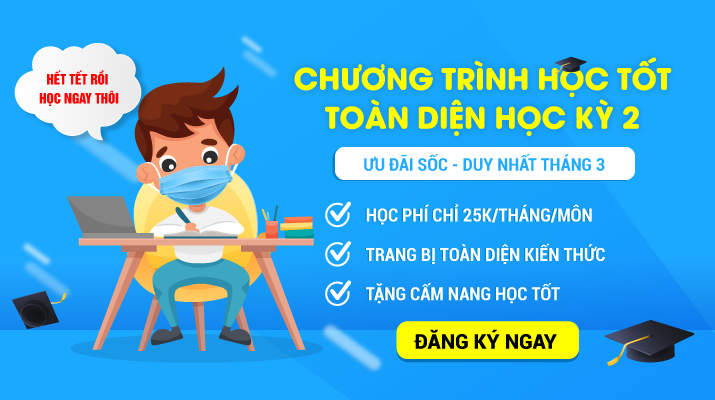 HẾT TẾT RỒI
HỌC NGAY THÔI
CHƯƠNG TRÌNH HỌC TỐT
TOÀN DIỆN HỌC KỲ 2
ƯU ĐÃI SỐC - DUY NHẤT THÁNG 3
HỌC PHÍ CHỈ 25K/THÁNG/MÔN
TRANG BỊ TOÀN DIỆN KIẾN THỨC
TẶNG CẨM NANG HỌC TỐT
ĐĂNG KÝ NGAY